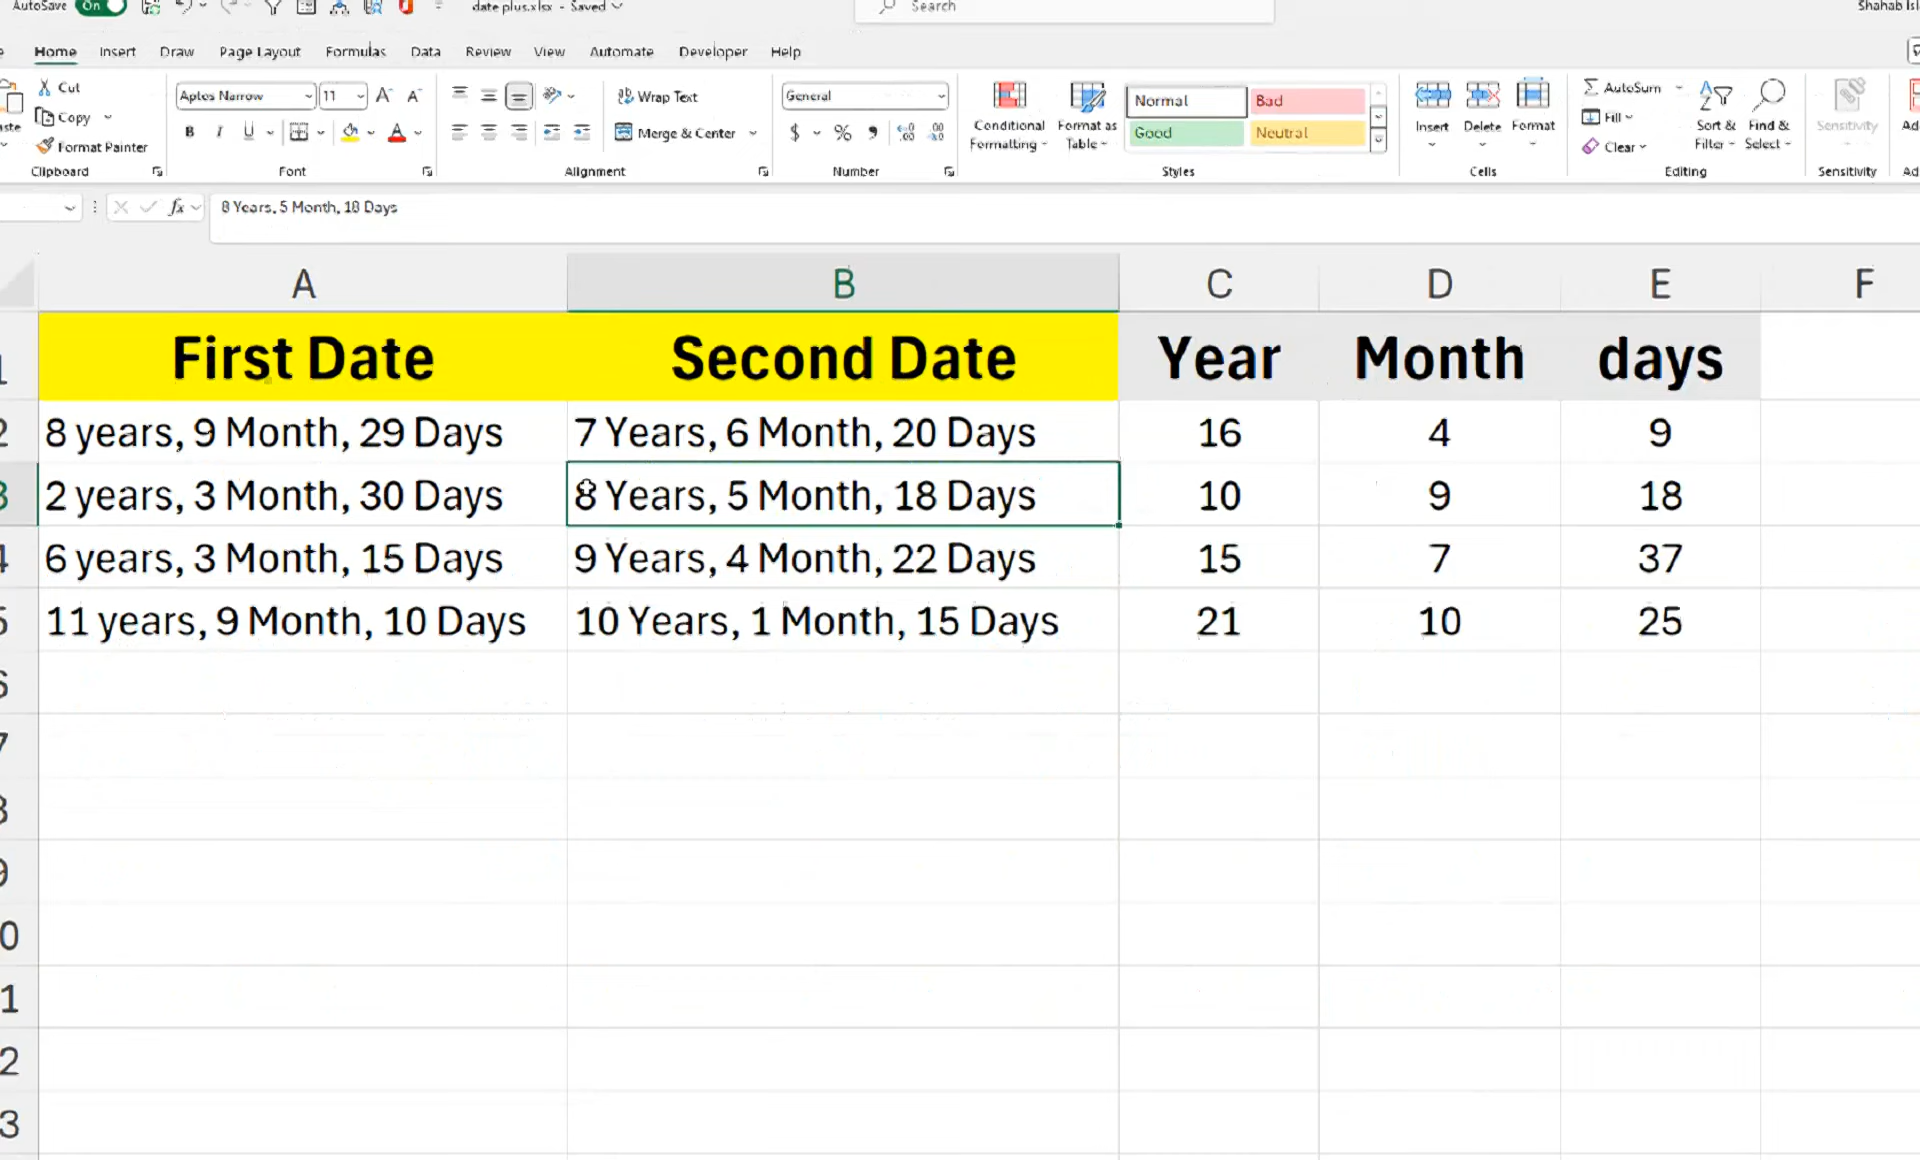 AutoSave On date plus.xlsx - Saved Search
Home Insert Draw Page Layout Formulas Data Review View Automate Developer Help
Cut
Copy
Format Painter
Clipboard
Aptos Narrow 11
B I U
Font
Wrap Text
Merge & Center
Alignment
General
$ %
Number
Conditional Formatting
Format as Table
Normal Bad
Good Neutral
Styles
Insert Delete Format
Cells
AutoSum
Fill
Clear
Sort & Filter
Find & Select
Editing
Sensitivity
Sensitivity
fx 8 Years, 5 Month, 18 Days
A B C D E F
First Date Second Date Year Month days
8 years, 9 Month, 29 Days 7 Years, 6 Month, 20 Days 16 4 9
2 years, 3 Month, 30 Days 8 Years, 5 Month, 18 Days 10 9 18
6 years, 3 Month, 15 Days 9 Years, 4 Month, 22 Days 15 7 37
11 years, 9 Month, 10 Days 10 Years, 1 Month, 15 Days 21 10 25